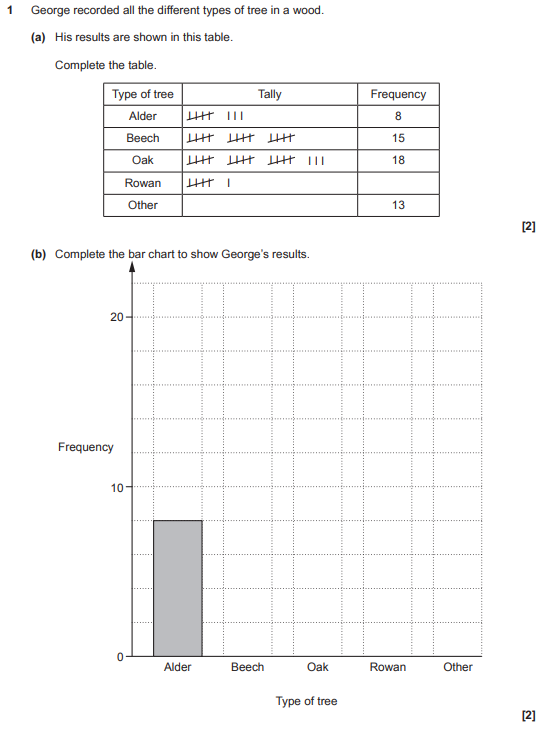 1 George recorded all the different types of tree in a wood.
(a) His results are shown in this table.
Complete the table.
Type of tree Tally Frequency
Alder 8
Beech 15
Oak 18
Rowan
Other 13
[2]
(b) Complete the bar chart to show George's results.
20
Frequency
10
0
Alder Beech Oak Rowan Other
Type of tree
[2]